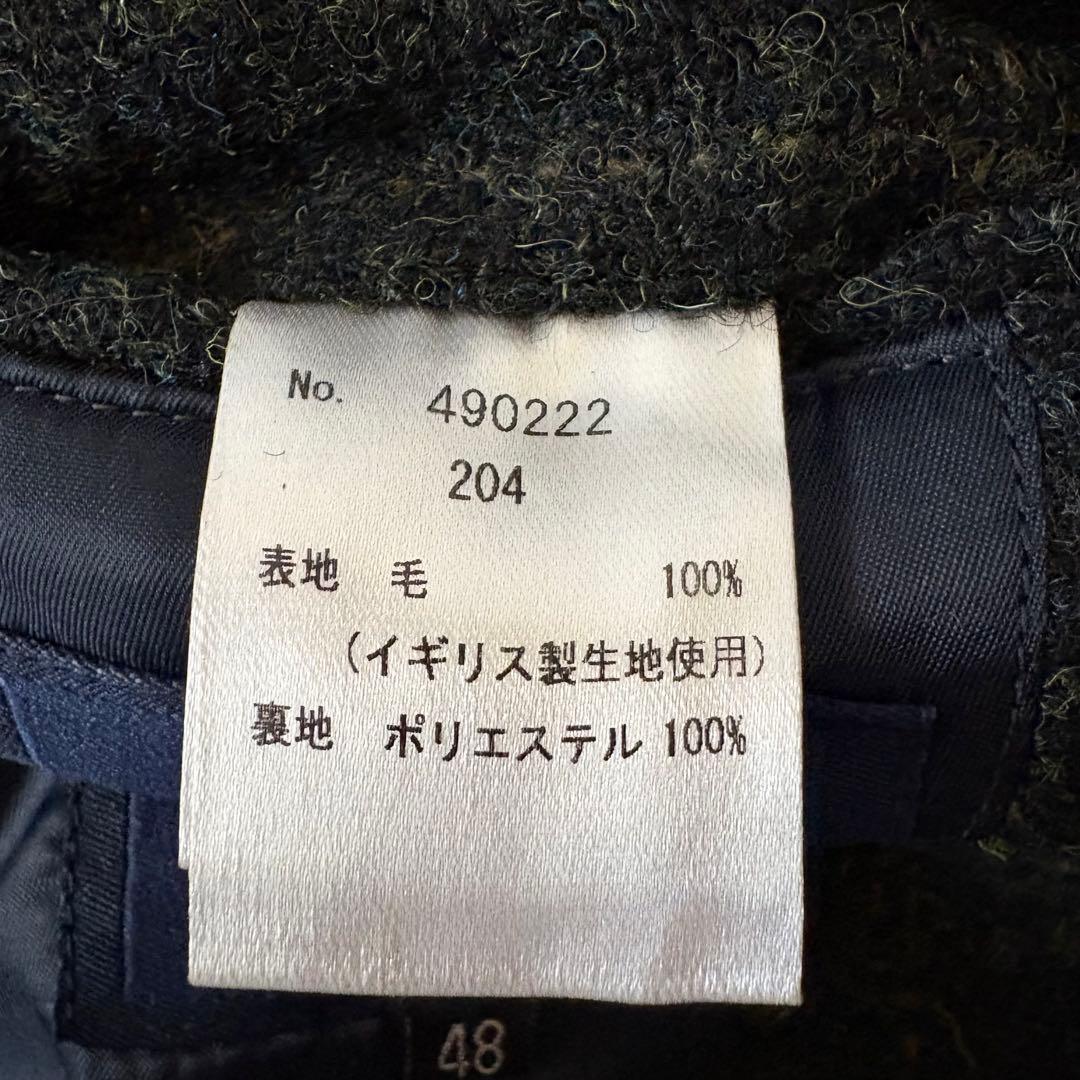 No. 490222
204
表地 毛 100%
(イギリス製生地使用)
裏地 ポリエステル 100%
48